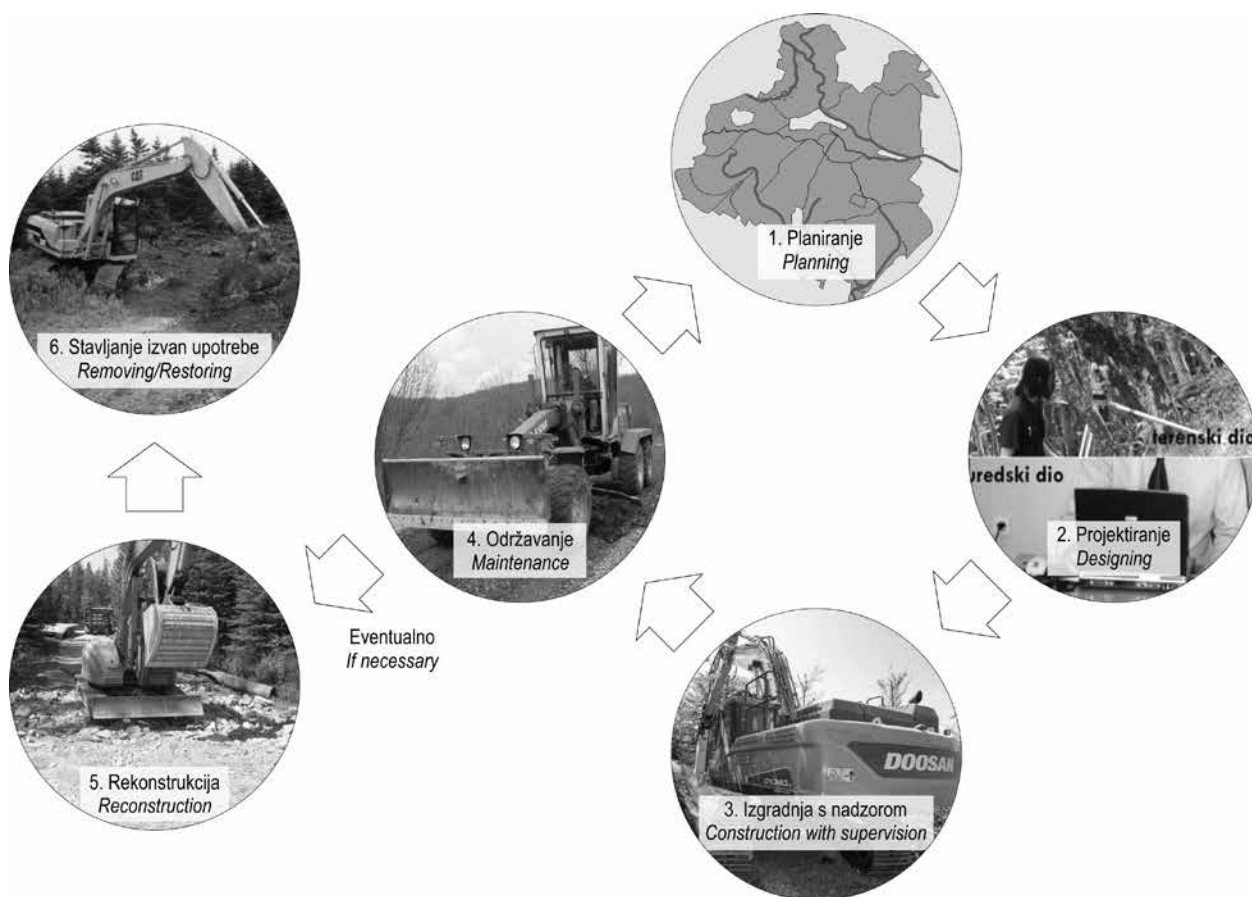 1. Planiranje
Planning
2. Projektiranje
Designing
terenski dio
uredski dio
3. Izgradnja s nadzorom
Construction with supervision
DOOSAN
4. Održavanje
Maintenance
Eventualno
If necessary
5. Rekonstrukcija
Reconstruction
6. Stavljanje izvan upotrebe
Removing/Restoring
CAT